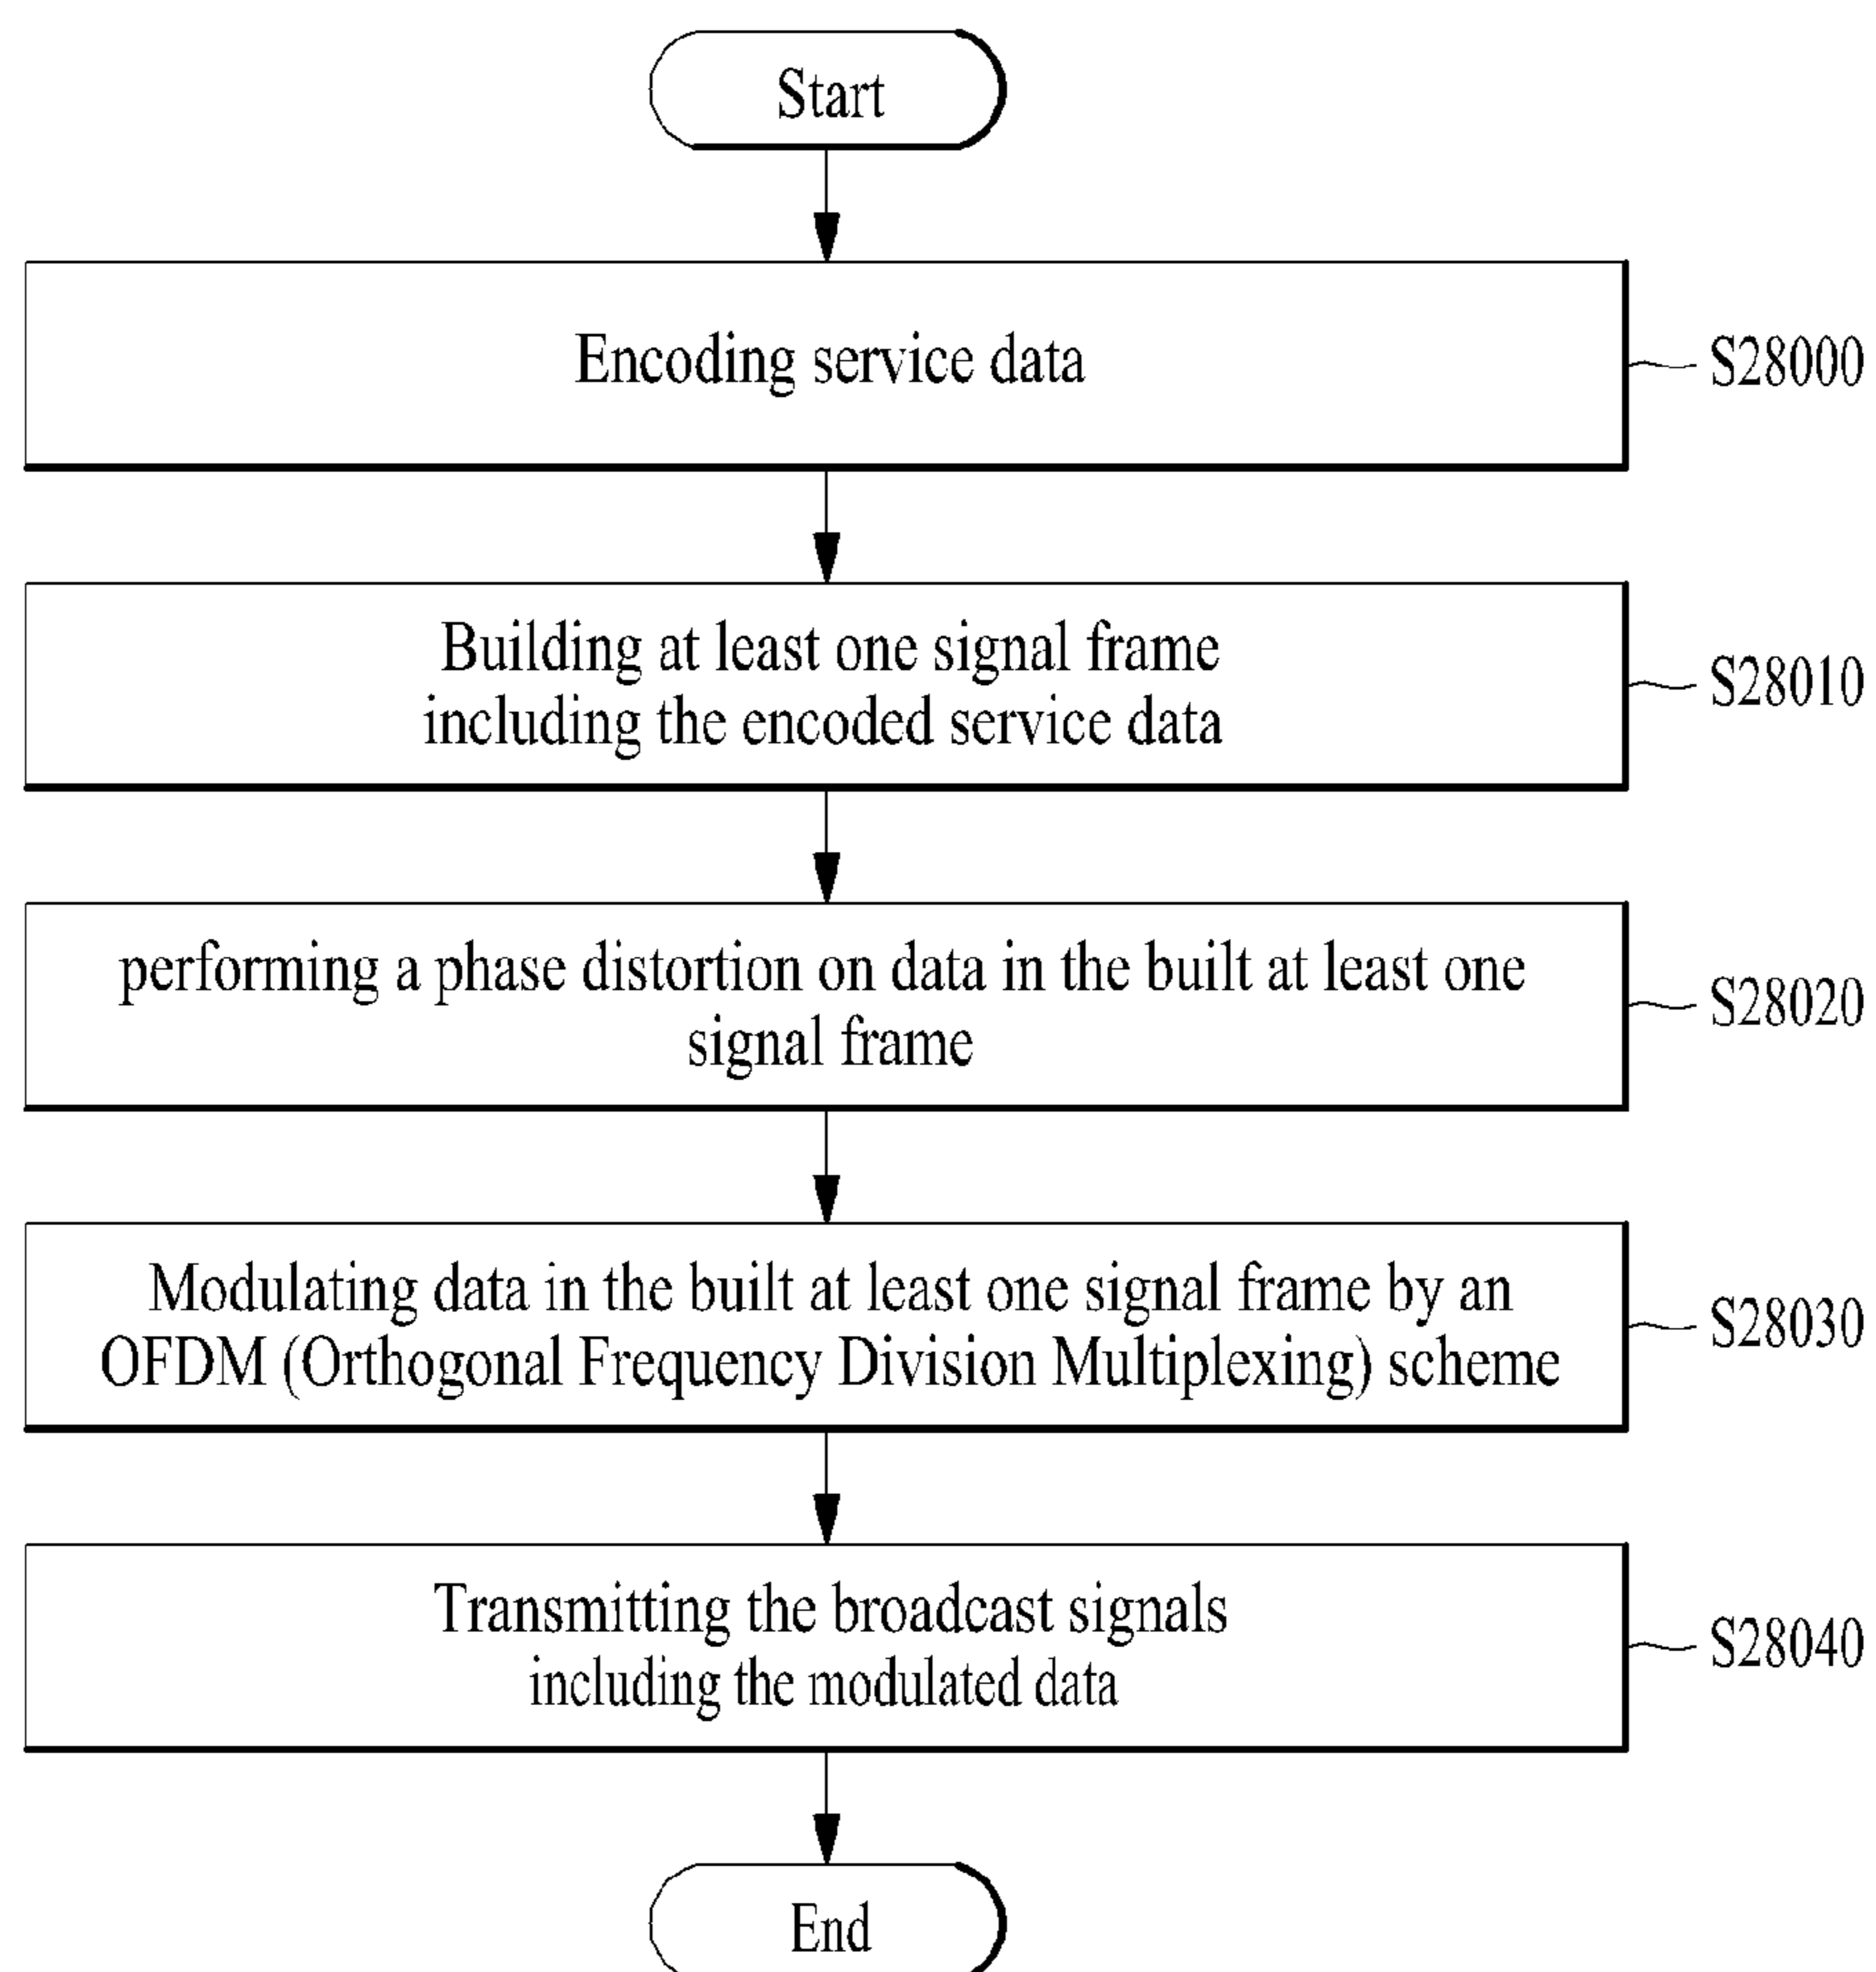 Start
Encoding service data
S28000
Building at least one signal frame
including the encoded service data
S28010
performing a phase distortion on data in the built at least one
signal frame
S28020
Modulating data in the built at least one signal frame by an
OFDM (Orthogonal Frequency Division Multiplexing) scheme
S28030
Transmitting the broadcast signals
including the modulated data
S28040
End